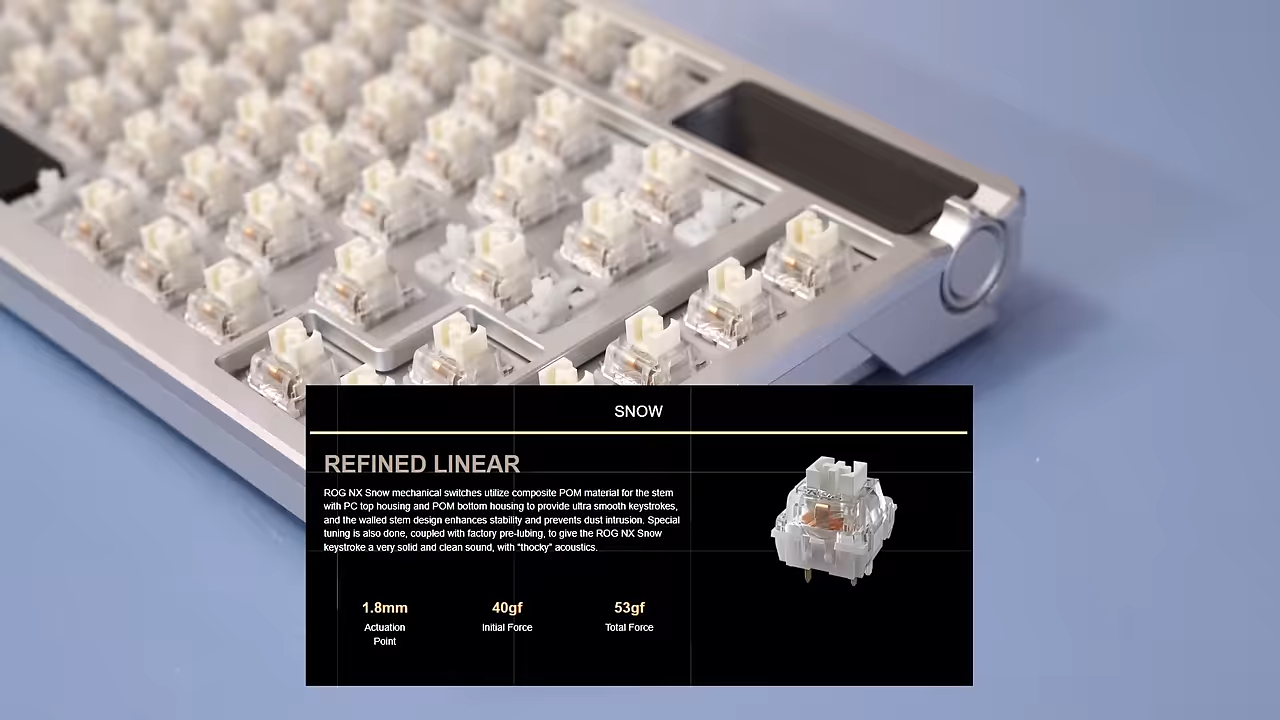 SNOW
REFINED LINEAR
ROG NX Snow mechanical switches utilize composite POM material for the stem
with PC top housing and POM bottom housing to provide ultra smooth keystrokes,
and the walled stem design enhances stability and prevents dust intrusion. Special
tuning is also done, coupled with factory pre-lubing, to give the ROG NX Snow
keystroke a very solid and clean sound, with "thocky" acoustics.
1.8mm
Actuation
Point
40gf
Initial Force
53gf
Total Force